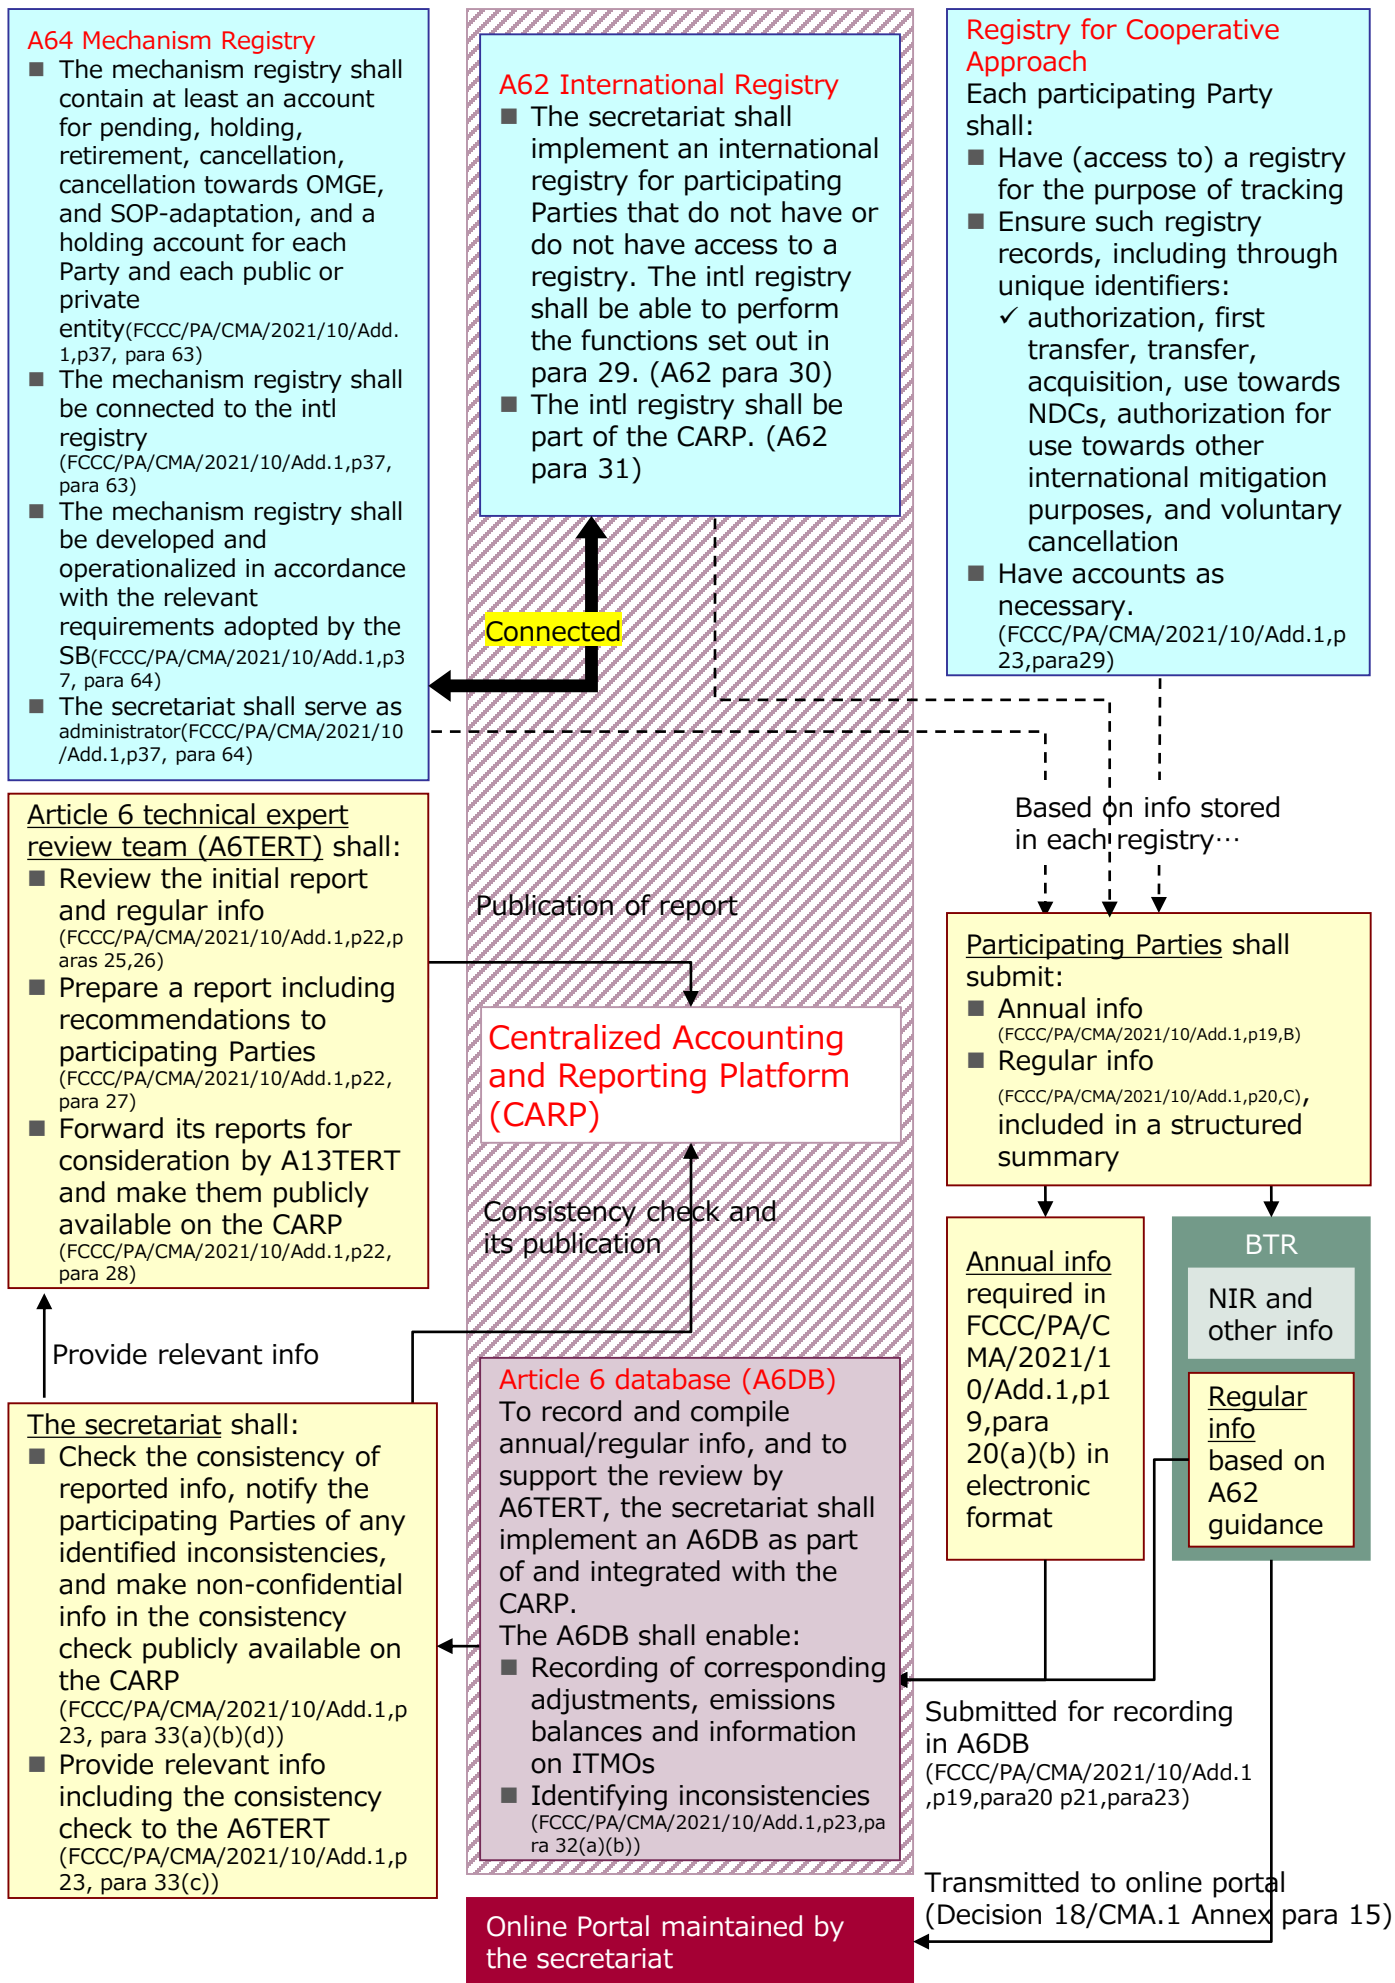 A64 Mechanism Registry
■ The mechanism registry shall
contain at least an account
for pending, holding,
retirement, cancellation,
cancellation towards OMGE,
and SOP-adaptation, and a
holding account for each
Party and each public or
private
entity(FCCC/PA/CMA/2021/10/Add.
1,p37, para 63)
■ The mechanism registry shall
be connected to the intl
registry
(FCCC/PA/CMA/2021/10/Add.1,p37,
para 63)
■ The mechanism registry shall
be developed and
operationalized in accordance
with the relevant
requirements adopted by the
SB(FCCC/PA/CMA/2021/10/Add.1,p3
7, para 64)
■ The secretariat shall serve as
administrator(FCCC/PA/CMA/2021/10
/Add.1,p37, para 64)
A62 International Registry
■ The secretariat shall
implement an international
registry for participating
Parties that do not have or
do not have access to a
registry. The intl registry
shall be able to perform
the functions set out in
para 29. (A62 para 30)
■ The intl registry shall be
part of the CARP. (A62
para 31)
Connected
Registry for Cooperative
Approach
Each participating Party
shall:
■ Have (access to) a registry
for the purpose of tracking
■ Ensure such registry
records, including through
unique identifiers:
✓ authorization, first
transfer, transfer,
acquisition, use towards
NDCs, authorization for
use towards other
international mitigation
purposes, and voluntary
cancellation
■ Have accounts as
necessary.
(FCCC/PA/CMA/2021/10/Add.1,p
23,para29)
Based on info stored
in each registry…
Article 6 technical expert
review team (A6TERT) shall:
■ Review the initial report
and regular info
(FCCC/PA/CMA/2021/10/Add.1,p22,p
aras 25,26)
■ Prepare a report including
recommendations to
participating Parties
(FCCC/PA/CMA/2021/10/Add.1,p22,
para 27)
■ Forward its reports for
consideration by A13TERT
and make them publicly
available on the CARP
(FCCC/PA/CMA/2021/10/Add.1,p22,
para 28)
Publication of report
Centralized Accounting
and Reporting Platform
(CARP)
Consistency check and
its publication
Participating Parties shall
submit:
■ Annual info
(FCCC/PA/CMA/2021/10/Add.1,p19,B)
■ Regular info
(FCCC/PA/CMA/2021/10/Add.1,p20,C),
included in a structured
summary
Annual info
required in
FCCC/PA/C
MA/2021/1
0/Add.1,p1
9,para
20(a)(b) in
electronic
format
BTR
NIR and
other info
Regular
info
based on
A62
guidance
Provide relevant info
The secretariat shall:
■ Check the consistency of
reported info, notify the
participating Parties of any
identified inconsistencies,
and make non-confidential
info in the consistency
check publicly available on
the CARP
(FCCC/PA/CMA/2021/10/Add.1,p
23, para 33(a)(b)(d))
■ Provide relevant info
including the consistency
check to the A6TERT
(FCCC/PA/CMA/2021/10/Add.1,p
23, para 33(c))
Article 6 database (A6DB)
To record and compile
annual/regular info, and to
support the review by
A6TERT, the secretariat shall
implement an A6DB as part
of and integrated with the
CARP.
The A6DB shall enable:
■ Recording of corresponding
adjustments, emissions
balances and information
on ITMOs
■ Identifying inconsistencies
(FCCC/PA/CMA/2021/10/Add.1,p23,pa
ra 32(a)(b))
Submitted for recording
in A6DB
(FCCC/PA/CMA/2021/10/Add.1
,p19,para20 p21,para23)
Transmitted to online portal
(Decision 18/CMA.1 Annex para 15)
Online Portal maintained by
the secretariat